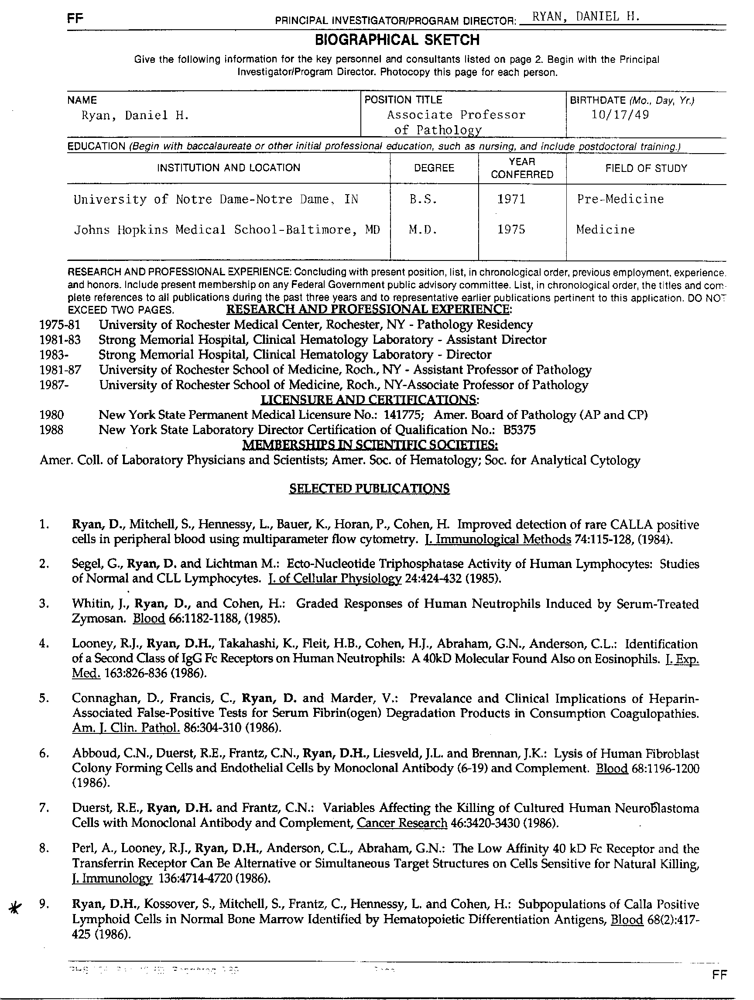 FF
PRINCIPAL INVESTIGATOR/PROGRAM DIRECTOR: RYAN, DANIEL H.
BIOGRAPHICAL SKETCH
Give the following information for the key personnel and consultants listed on page 2. Begin with the Principal
Investigator/Program Director. Photocopy this page for each person.
NAME POSITION TITLE BIRTHDATE (Mo., Day, Yr.)
Ryan, Daniel H. Associate Professor 10/17/49
of Pathology
EDUCATION (Begin with baccalaureate or other initial professional education, such as nursing, and include postdoctoral training.)
INSTITUTION AND LOCATION DEGREE YEAR CONFERRED FIELD OF STUDY
University of Notre Dame-Notre Dame, IN B.S. 1971 Pre-Medicine
Johns Hopkins Medical School-Baltimore, MD M.D. 1975 Medicine
RESEARCH AND PROFESSIONAL EXPERIENCE: Concluding with present position, list, in chronological order, previous employment, experience,
and honors. Include present membership on any Federal Government public advisory committee. List, in chronological order, the titles and com-
plete references to all publications during the past three years and to representative earlier publications pertinent to this application. DO NOT
EXCEED TWO PAGES. RESEARCH AND PROFESSIONAL EXPERIENCE:
1975-81 University of Rochester Medical Center, Rochester, NY - Pathology Residency
1981-83 Strong Memorial Hospital, Clinical Hematology Laboratory - Assistant Director
1983- Strong Memorial Hospital, Clinical Hematology Laboratory - Director
1981-87 University of Rochester School of Medicine, Roch., NY - Assistant Professor of Pathology
1987- University of Rochester School of Medicine, Roch., NY-Associate Professor of Pathology
LICENSURE AND CERTIFICATIONS:
1980 New York State Permanent Medical Licensure No.: 141775; Amer. Board of Pathology (AP and CP)
1988 New York State Laboratory Director Certification of Qualification No.: B5375
MEMBERSHIPS IN SCIENTIFIC SOCIETIES:
Amer. Coll. of Laboratory Physicians and Scientists; Amer. Soc. of Hematology; Soc. for Analytical Cytology
SELECTED PUBLICATIONS
1. Ryan, D., Mitchell, S., Hennessy, L., Bauer, K., Horan, P., Cohen, H. Improved detection of rare CALLA positive
cells in peripheral blood using multiparameter flow cytometry. J. Immunological Methods 74:115-128, (1984).
2. Segel, G., Ryan, D. and Lichtman M.: Ecto-Nucleotide Triphosphatase Activity of Human Lymphocytes: Studies
of Normal and CLL Lymphocytes. J. of Cellular Physiology 24:424-432 (1985).
3. Whitin, J., Ryan, D., and Cohen, H.: Graded Responses of Human Neutrophils Induced by Serum-Treated
Zymosan. Blood 66:1182-1188, (1985).
4. Looney, R.J., Ryan, D.H., Takahashi, K., Fleit, H.B., Cohen, H.J., Abraham, G.N., Anderson, C.L.: Identification
of a Second Class of IgG Fc Receptors on Human Neutrophils: A 40kD Molecular Found Also on Eosinophils. J. Exp.
Med. 163:826-836 (1986).
5. Connaghan, D., Francis, C., Ryan, D. and Marder, V.: Prevalance and Clinical Implications of Heparin-
Associated False-Positive Tests for Serum Fibrin(ogen) Degradation Products in Consumption Coagulopathies.
Am. J. Clin. Pathol. 86:304-310 (1986).
6. Abboud, C.N., Duerst, R.E., Frantz, C.N., Ryan, D.H., Liesveld, J.L. and Brennan, J.K.: Lysis of Human Fibroblast
Colony Forming Cells and Endothelial Cells by Monoclonal Antibody (6-19) and Complement. Blood 68:1196-1200
(1986).
7. Duerst, R.E., Ryan, D.H. and Frantz, C.N.: Variables Affecting the Killing of Cultured Human Neuroblastoma
Cells with Monoclonal Antibody and Complement, Cancer Research 46:3420-3430 (1986).
8. Perl, A., Looney, R.J., Ryan, D.H., Anderson, C.L., Abraham, G.N.: The Low Affinity 40 kD Fc Receptor and the
Transferrin Receptor Can Be Alternative or Simultaneous Target Structures on Cells Sensitive for Natural Killing,
J. Immunology 136:4714-4720 (1986).
* 9. Ryan, D.H., Kossover, S., Mitchell, S., Frantz, C., Hennessy, L. and Cohen, H.: Subpopulations of Calla Positive
Lymphoid Cells in Normal Bone Marrow Identified by Hematopoietic Differentiation Antigens, Blood 68(2):417-
425 (1986).
FF